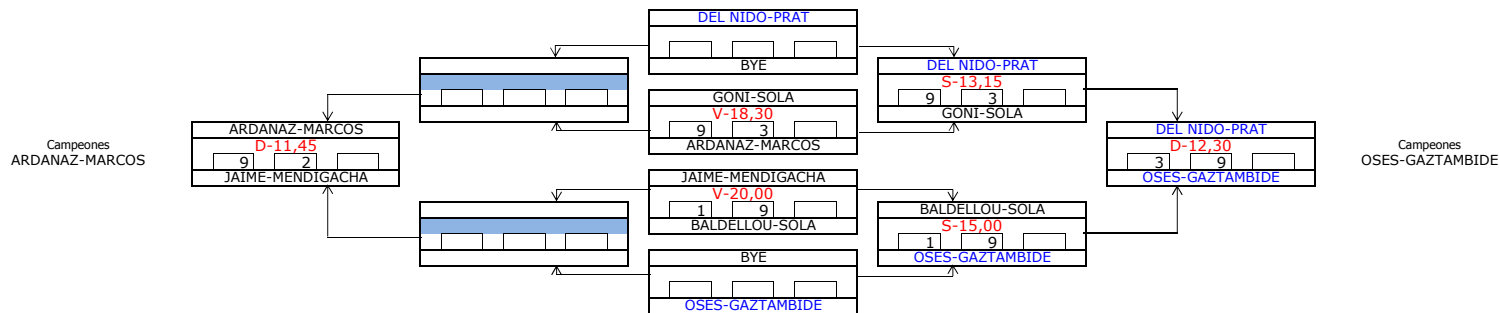 Campeones
ARDANAZ-MARCOS
ARDANAZ-MARCOS
D-11,45
9 2
JAIME-MENDIGACHA
DEL NIDO-PRAT
BYE
GONI-SOLA
V-18,30
9 3
ARDANAZ-MARCOS
JAIME-MENDIGACHA
V-20,00
1 9
BALDELLOU-SOLA
BYE
OSES-GAZTAMBIDE
DEL NIDO-PRAT
S-13,15
9 3
GONI-SOLA
BALDELLOU-SOLA
S-15,00
1 9
OSES-GAZTAMBIDE
DEL NIDO-PRAT
D-12,30
3 9
OSES-GAZTAMBIDE
Campeones
OSES-GAZTAMBIDE